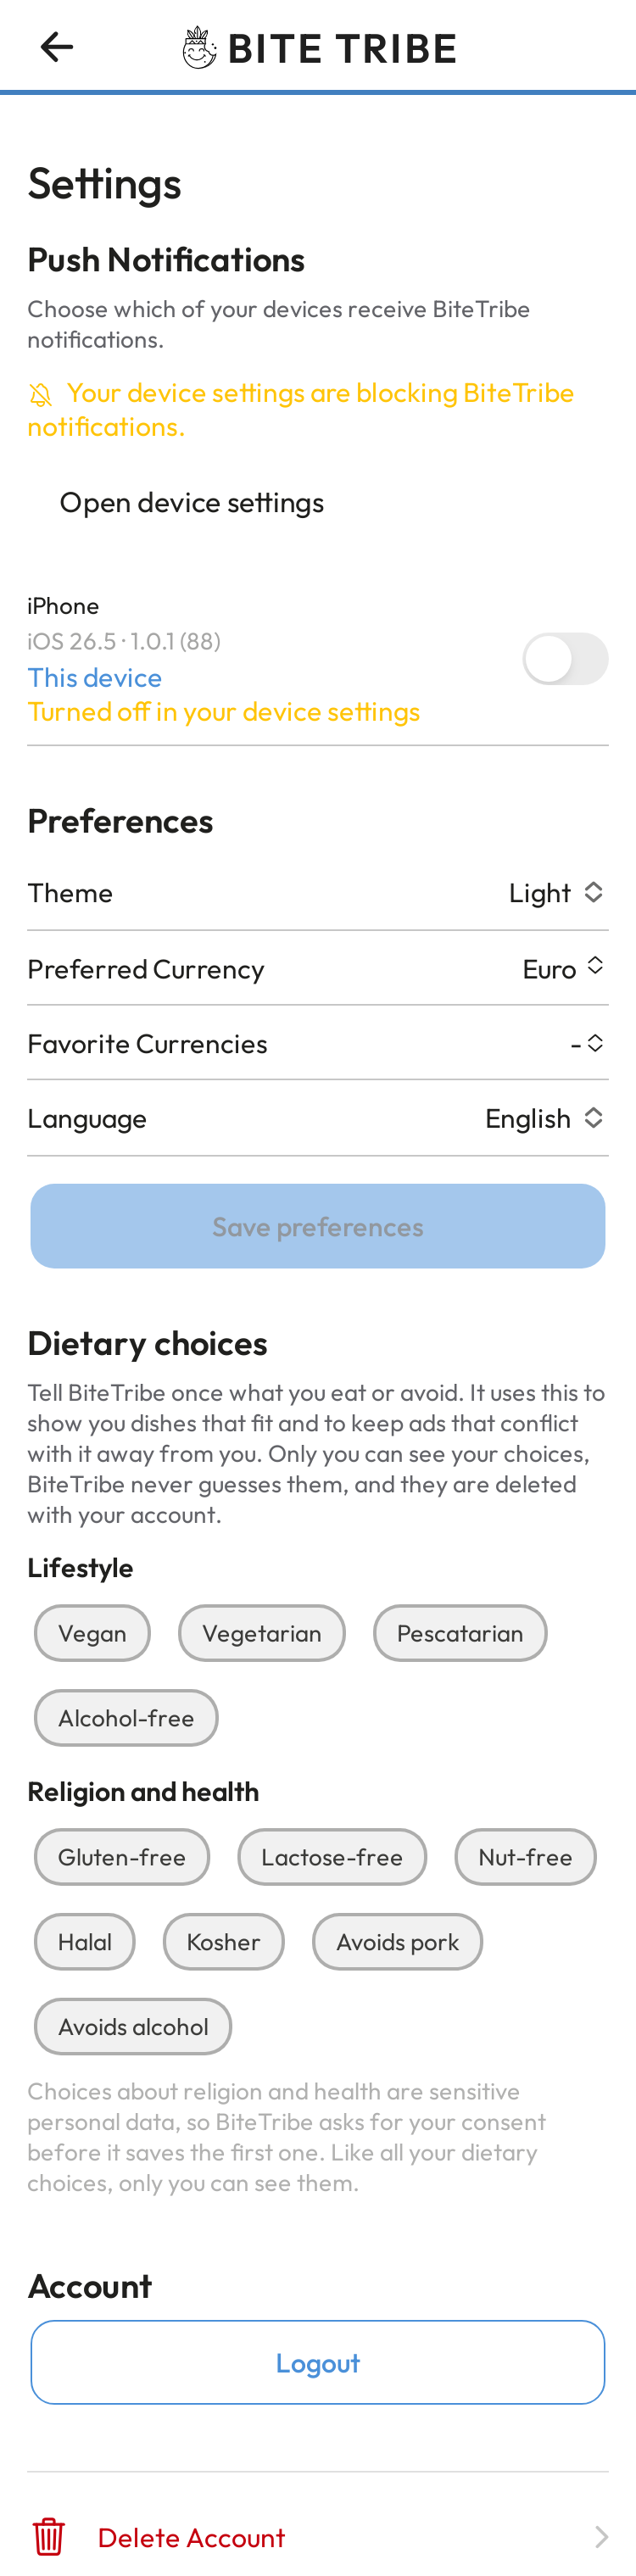 BITE TRIBE
Settings
Push Notifications
Choose which of your devices receive BiteTribe
notifications.
Your device settings are blocking BiteTribe
notifications.
Open device settings
iPhone
iOS 26.5 · 1.0.1 (88)
This device
Turned off in your device settings
Preferences
Theme Light
Preferred Currency Euro
Favorite Currencies -
Language English
Save preferences
Dietary choices
Tell BiteTribe once what you eat or avoid. It uses this to
show you dishes that fit and to keep ads that conflict
with it away from you. Only you can see your choices,
BiteTribe never guesses them, and they are deleted
with your account.
Lifestyle
Vegan Vegetarian Pescatarian
Alcohol-free
Religion and health
Gluten-free Lactose-free Nut-free
Halal Kosher Avoids pork
Avoids alcohol
Choices about religion and health are sensitive
personal data, so BiteTribe asks for your consent
before it saves the first one. Like all your dietary
choices, only you can see them.
Account
Logout
Delete Account